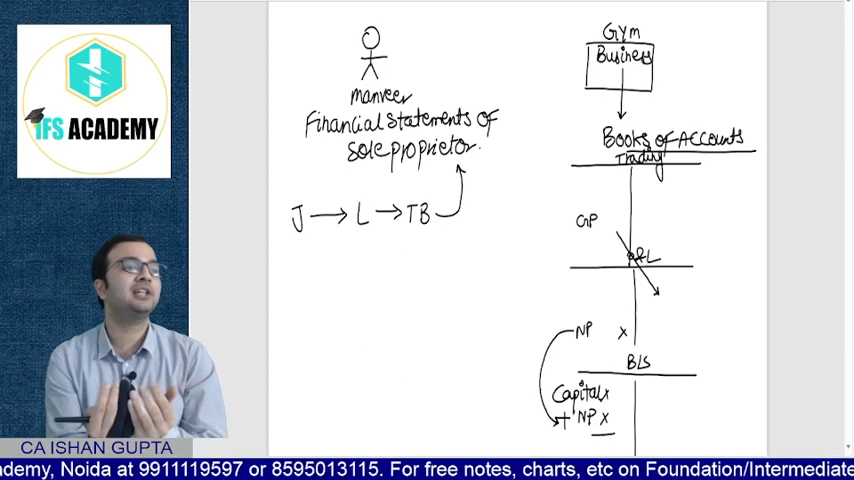 IFS ACADEMY
manveer
Financial Statements of
Sole proprietor.
J → L → TB
Gym
Business
Books of Accounts
Trading
GP
P&L
NP x
B/S
Capital x
+ NP x
CA ISHAN GUPTA
ademy, Noida at 9911119597 or 8595013115. For free notes, charts, etc on Foundation/Intermediate